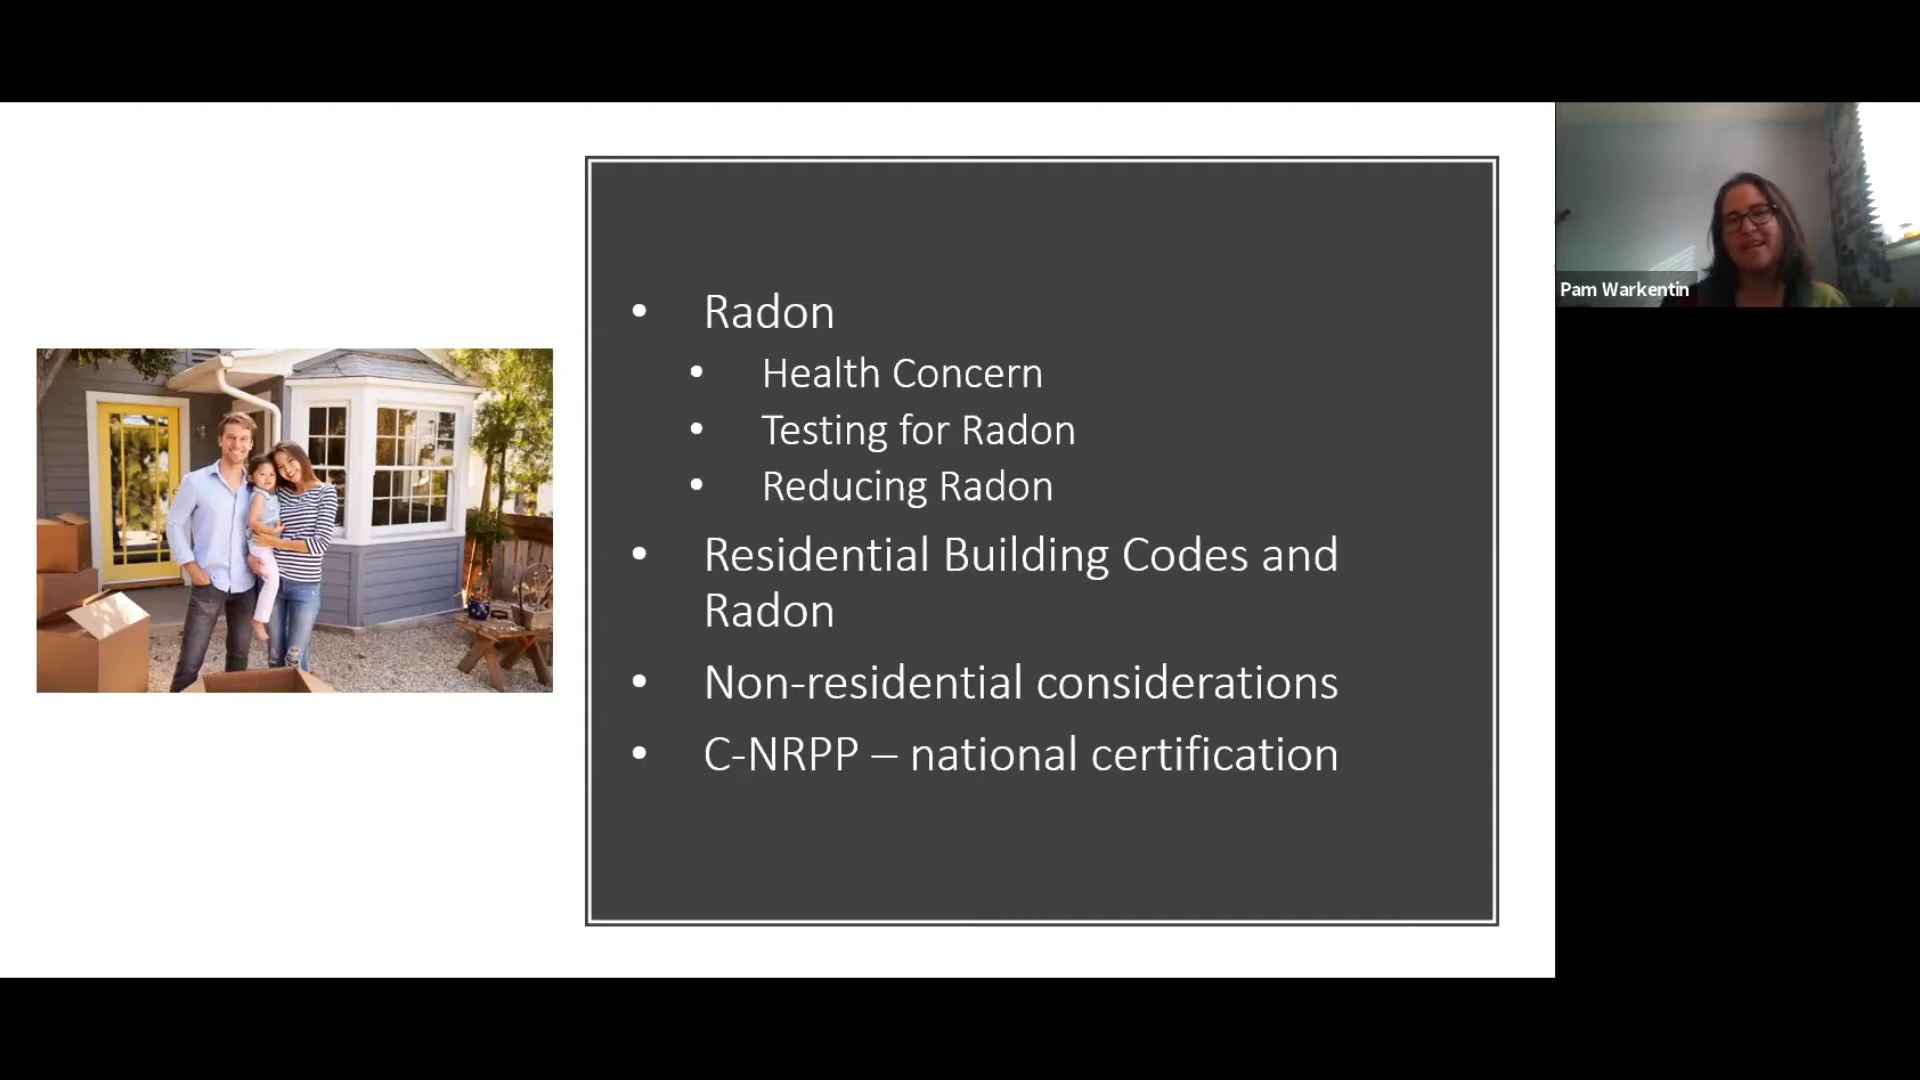 • Radon
• Health Concern
• Testing for Radon
• Reducing Radon
• Residential Building Codes and
Radon
• Non-residential considerations
• C-NRPP – national certification
Pam Warkentin